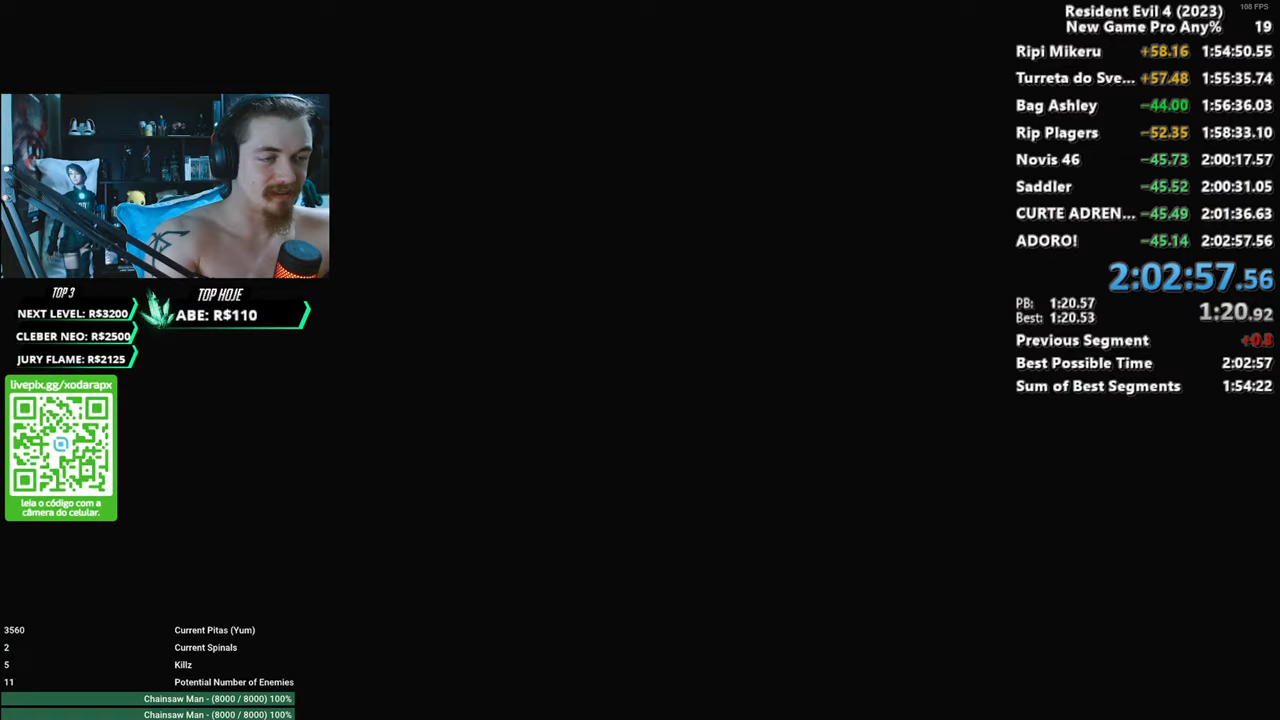 108 FPS
Resident Evil 4 (2023)
New Game Pro Any% 19
Ripi Mikeru +58.16 1:54:50.55
Turreta do Sve... +57.48 1:55:35.74
Bag Ashley −44.00 1:56:36.03
Rip Plagers −52.35 1:58:33.10
Novis 46 −45.73 2:00:17.57
Saddler −45.52 2:00:31.05
CURTE ADREN... −45.49 2:01:36.63
ADORO! −45.14 2:02:57.56
2:02:57.56
PB: 1:20.57
Best: 1:20.53
1:20.92
Previous Segment +0.8
Best Possible Time 2:02:57
Sum of Best Segments 1:54:22
TOP 3
NEXT LEVEL: R$3200
CLEBER NEO: R$2500
JURY FLAME: R$2125
TOP HOJE
ABE: R$110
livepix.gg/xodarapx
leia o código com a
câmera do celular.
3560 Current Pitas (Yum)
2 Current Spinals
5 Killz
11 Potential Number of Enemies
Chainsaw Man - (8000 / 8000) 100%
Chainsaw Man - (8000 / 8000) 100%